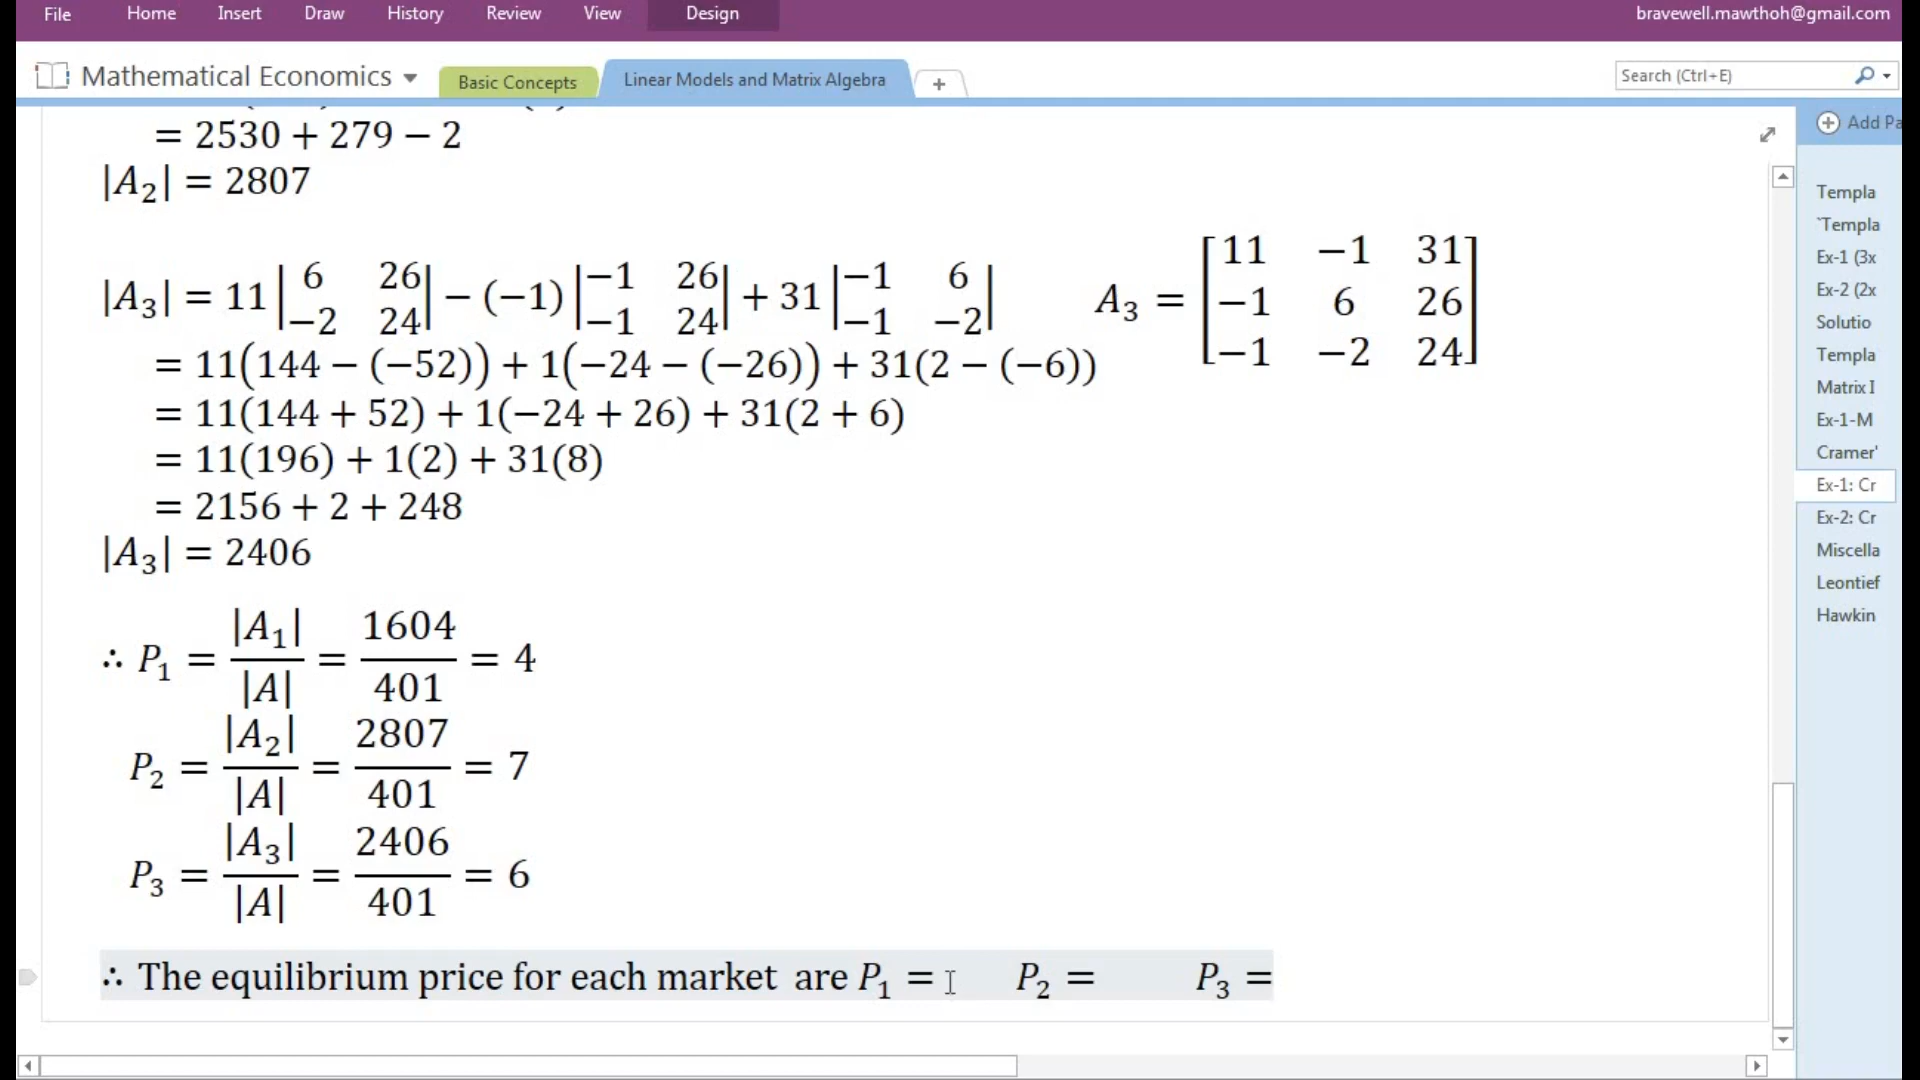 File Home Insert Draw History Review View Design bravewell.mawthoh@gmail.com
Mathematical Economics Basic Concepts Linear Models and Matrix Algebra + Search (Ctrl+E)
Add Pa
= 2530 + 279 − 2
|A₂| = 2807
|A₃| = 11 |6 26; −2 24| − (−1) |−1 26; −1 24| + 31 |−1 6; −1 −2| A₃ = [11 −1 31; −1 6 26; −1 −2 24]
= 11(144 − (−52)) + 1(−24 − (−26)) + 31(2 − (−6))
= 11(144 + 52) + 1(−24 + 26) + 31(2 + 6)
= 11(196) + 1(2) + 31(8)
= 2156 + 2 + 248
|A₃| = 2406
∴ P₁ = |A₁|/|A| = 1604/401 = 4
P₂ = |A₂|/|A| = 2807/401 = 7
P₃ = |A₃|/|A| = 2406/401 = 6
∴ The equilibrium price for each market are P₁ = P₂ = P₃ =
Templa
`Templa
Ex-1 (3x
Ex-2 (2x
Solutio
Templa
Matrix I
Ex-1-M
Cramer'
Ex-1: Cr
Ex-2: Cr
Miscella
Leontief
Hawkin